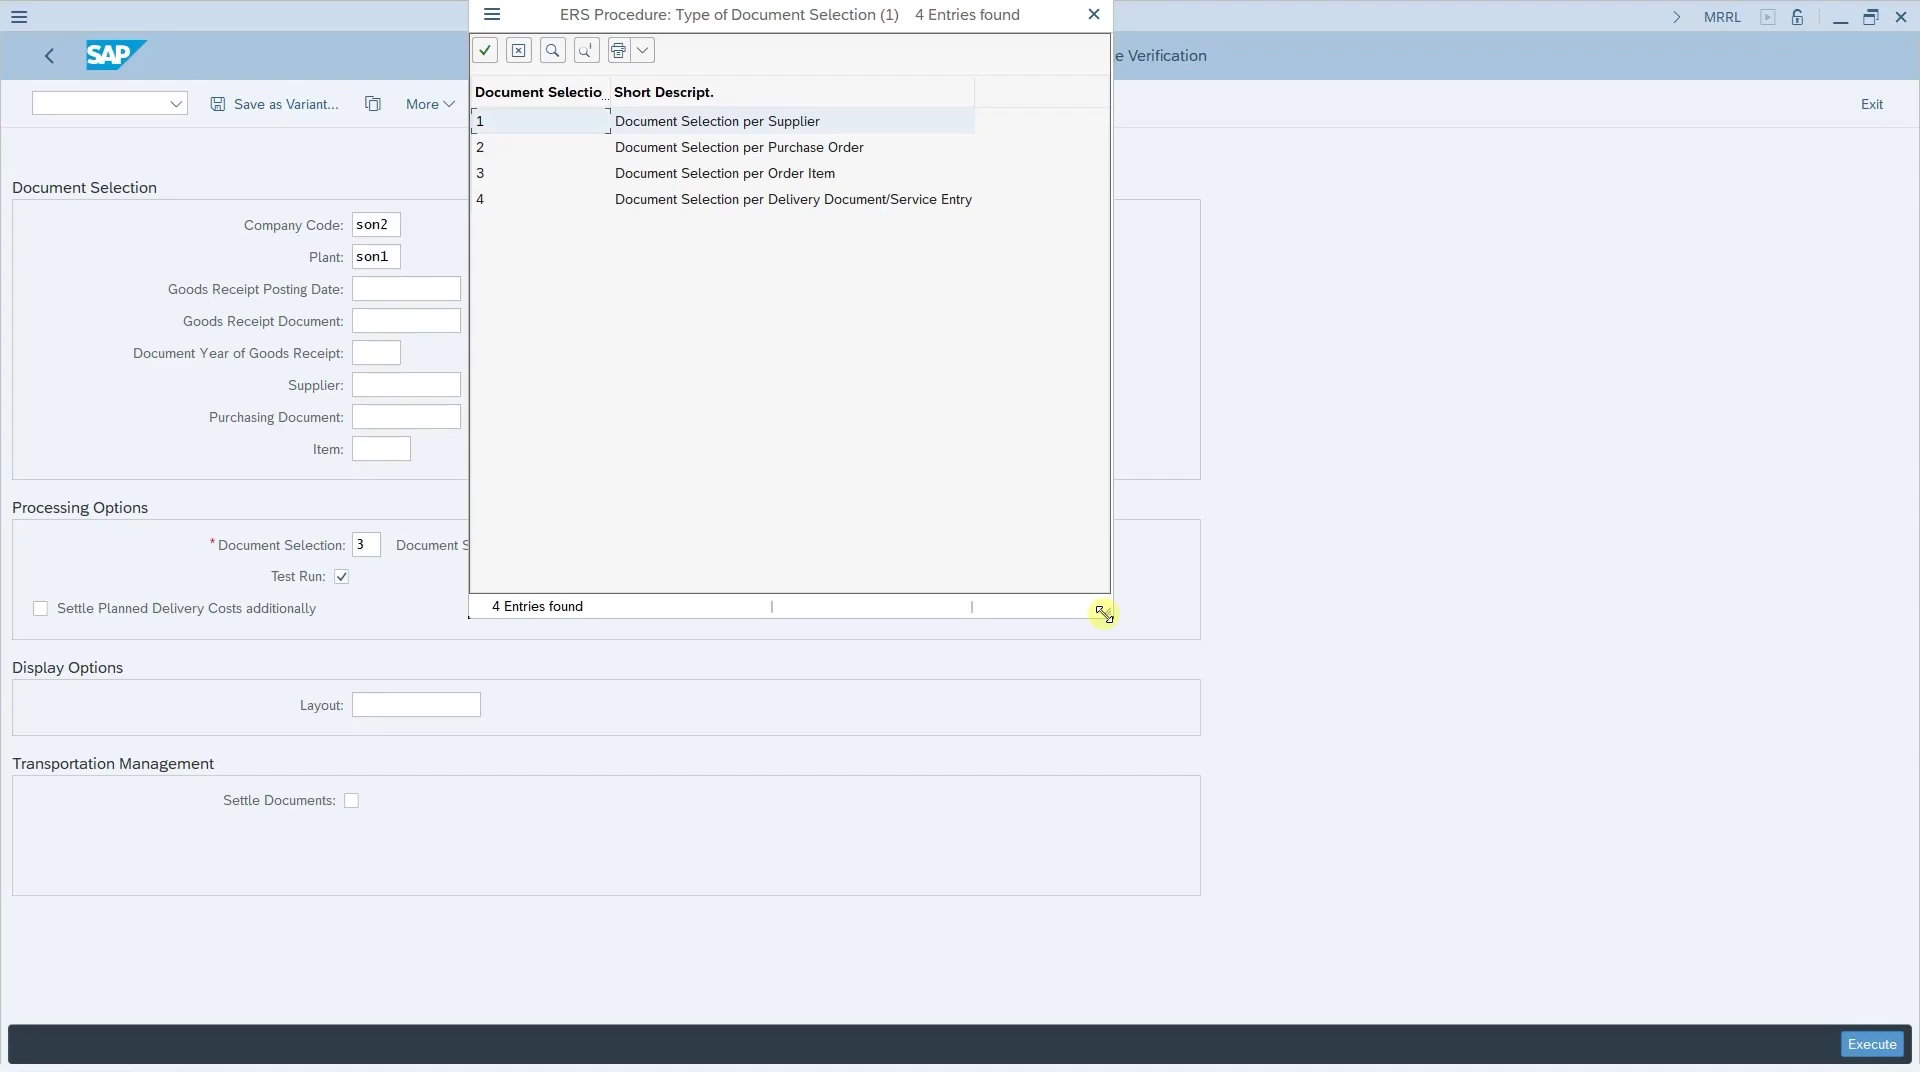 ERS Procedure: Type of Document Selection (1) 4 Entries found
MRRL
SAP
e Verification
Save as Variant...
More
Exit
Document Selectio... Short Descript.
1 Document Selection per Supplier
2 Document Selection per Purchase Order
3 Document Selection per Order Item
4 Document Selection per Delivery Document/Service Entry
4 Entries found
Document Selection
Company Code: son2
Plant: son1
Goods Receipt Posting Date:
Goods Receipt Document:
Document Year of Goods Receipt:
Supplier:
Purchasing Document:
Item:
Processing Options
* Document Selection: 3 Document S
Test Run:
Settle Planned Delivery Costs additionally
Display Options
Layout:
Transportation Management
Settle Documents:
Execute